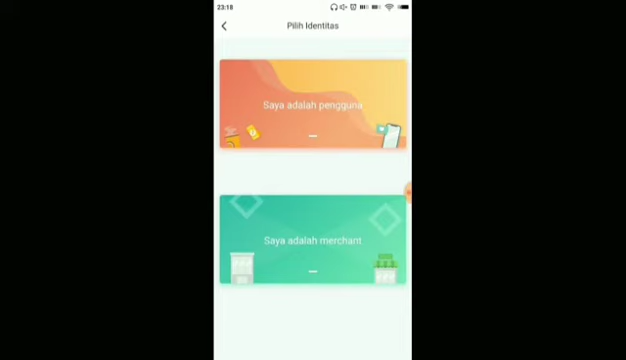 23:18
Pilih Identitas
Saya adalah pengguna
Saya adalah merchant